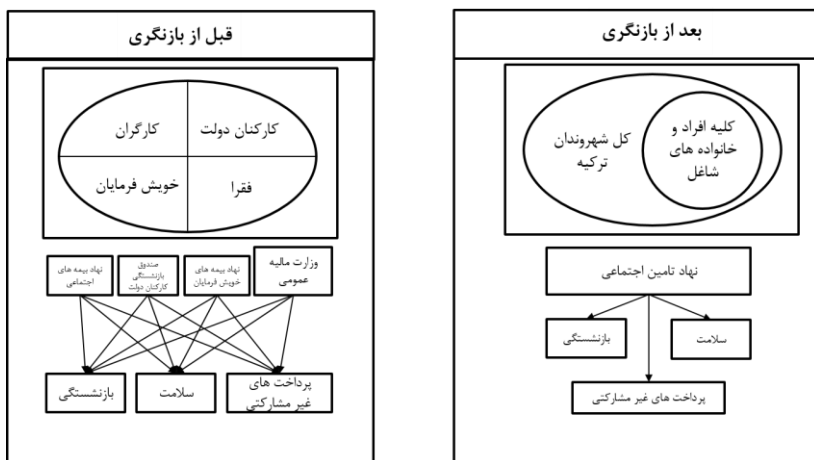 بعد از بازنگری
کل شهروندان
ترکیه
کلیه افراد و
خانواده های
شاغل
نهاد تامین اجتماعی
سلامت
بازنشستگی
پرداخت های غیر مشارکتی
قبل از بازنگری
کارکنان دولت
کارگران
فقرا
خویش فرمایان
وزارت مالیه
عمومی
نهاد بیمه های
خویش فرمایان
صندوق
بازنشستگی
کارکنان دولت
نهاد بیمه های
اجتماعی
پرداخت های
غیر مشارکتی
سلامت
بازنشستگی